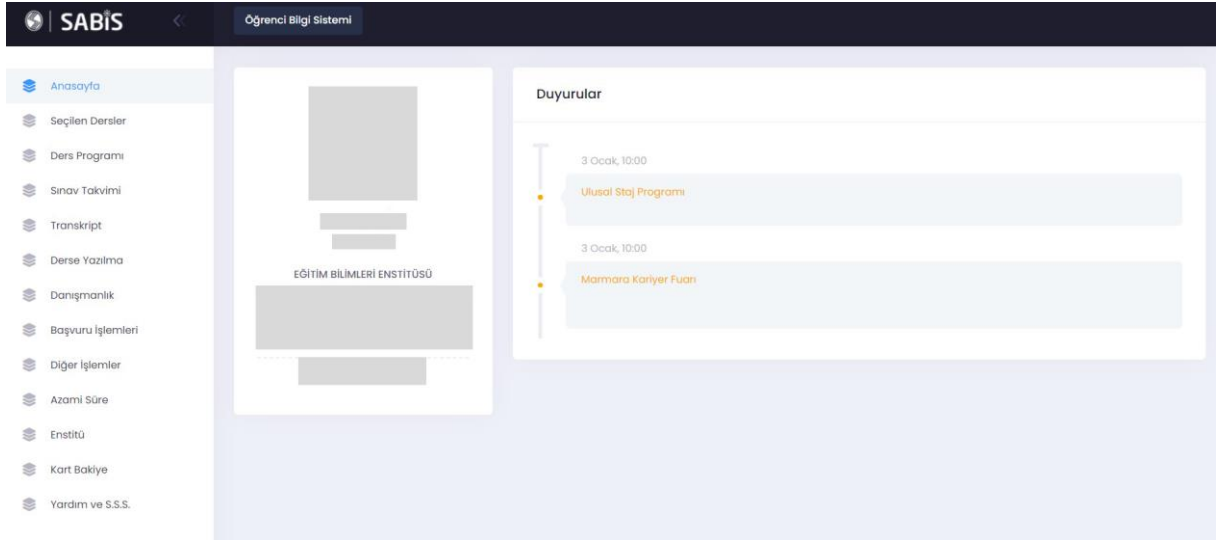 SABİS
Öğrenci Bilgi Sistemi
Anasayfa
Seçilen Dersler
Ders Programı
Sınav Takvimi
Transkript
Derse Yazılma
Danışmanlık
Başvuru İşlemleri
Diğer İşlemler
Azami Süre
Enstitü
Kart Bakiye
Yardım ve S.S.S.
EĞİTİM BİLİMLERİ ENSTİTÜSÜ
Duyurular
3 Ocak, 10:00
Ulusal Staj Programı
3 Ocak, 10:00
Marmara Kariyer Fuarı